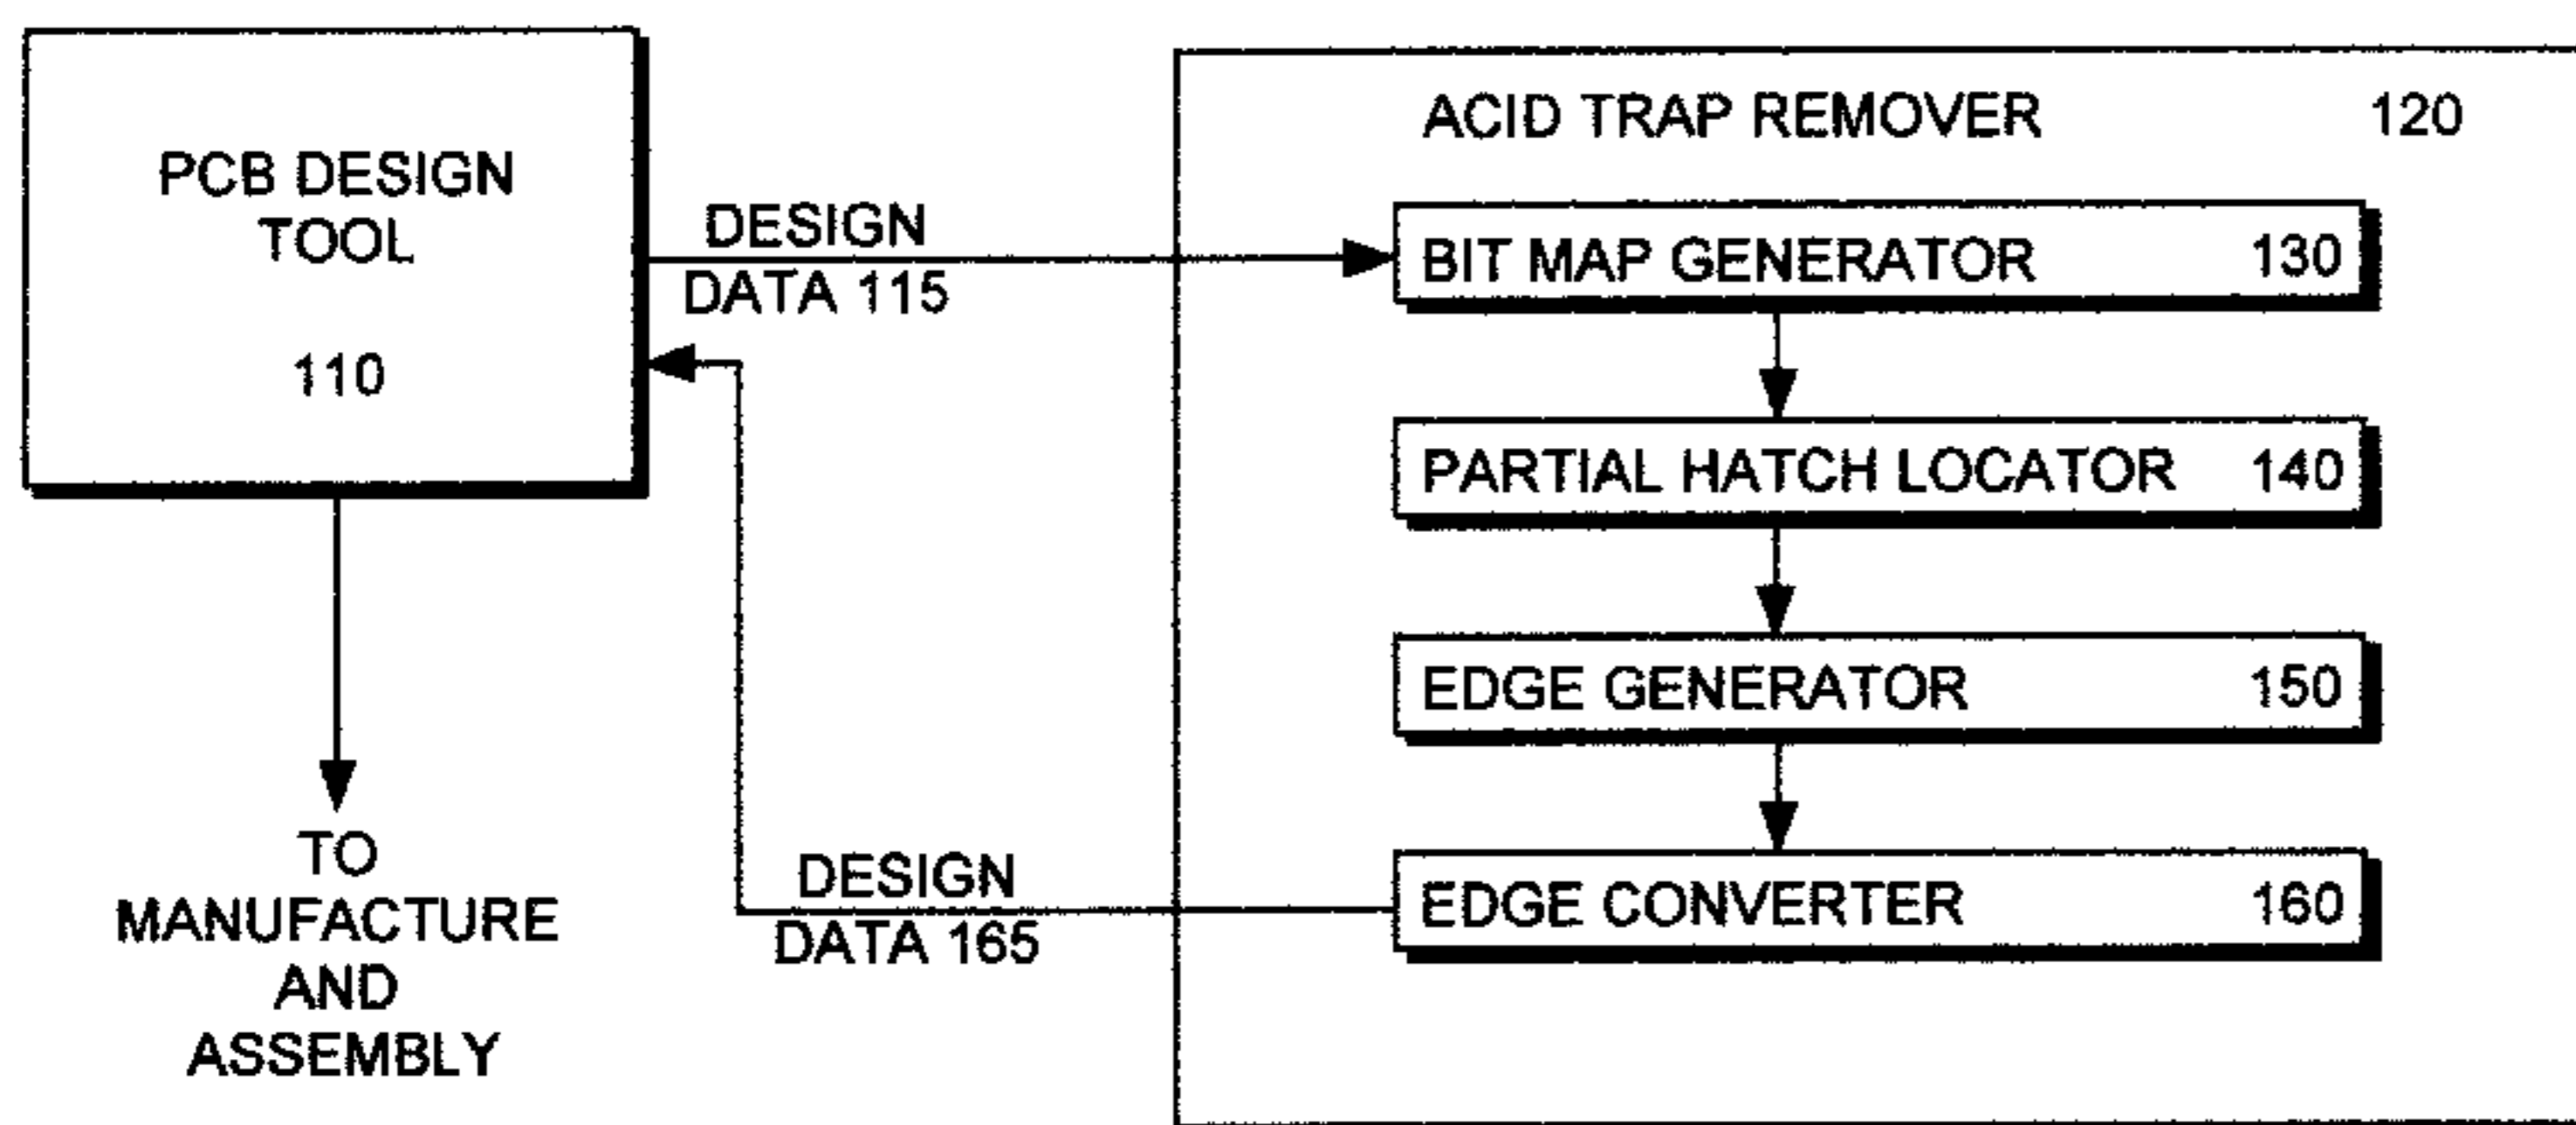 PCB DESIGN
TOOL
110
DESIGN
DATA 115
ACID TRAP REMOVER 120
BIT MAP GENERATOR 130
PARTIAL HATCH LOCATOR 140
EDGE GENERATOR 150
EDGE CONVERTER 160
DESIGN
DATA 165
TO
MANUFACTURE
AND
ASSEMBLY